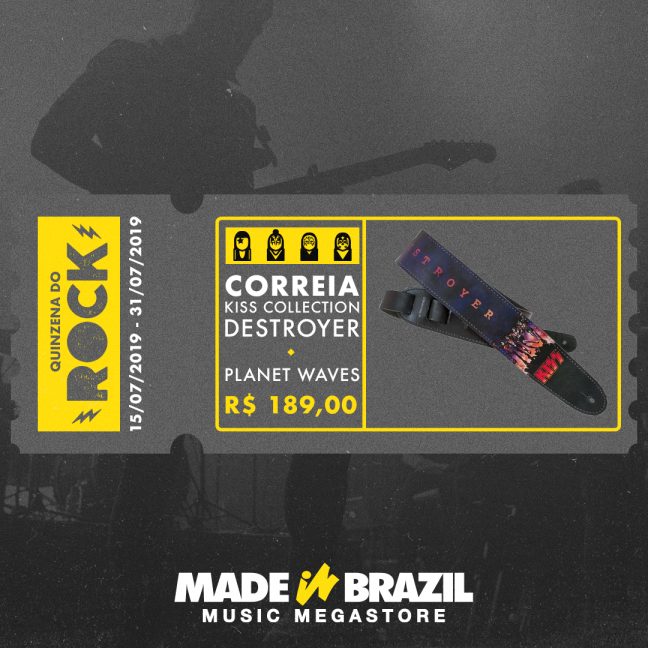 QUINZENA DO
ROCK
15/07/2019 - 31/07/2019
CORREIA
KISS COLLECTION
DESTROYER
PLANET WAVES
R$ 189,00
STROYER
KISS
MADE in BRAZIL
MUSIC MEGASTORE